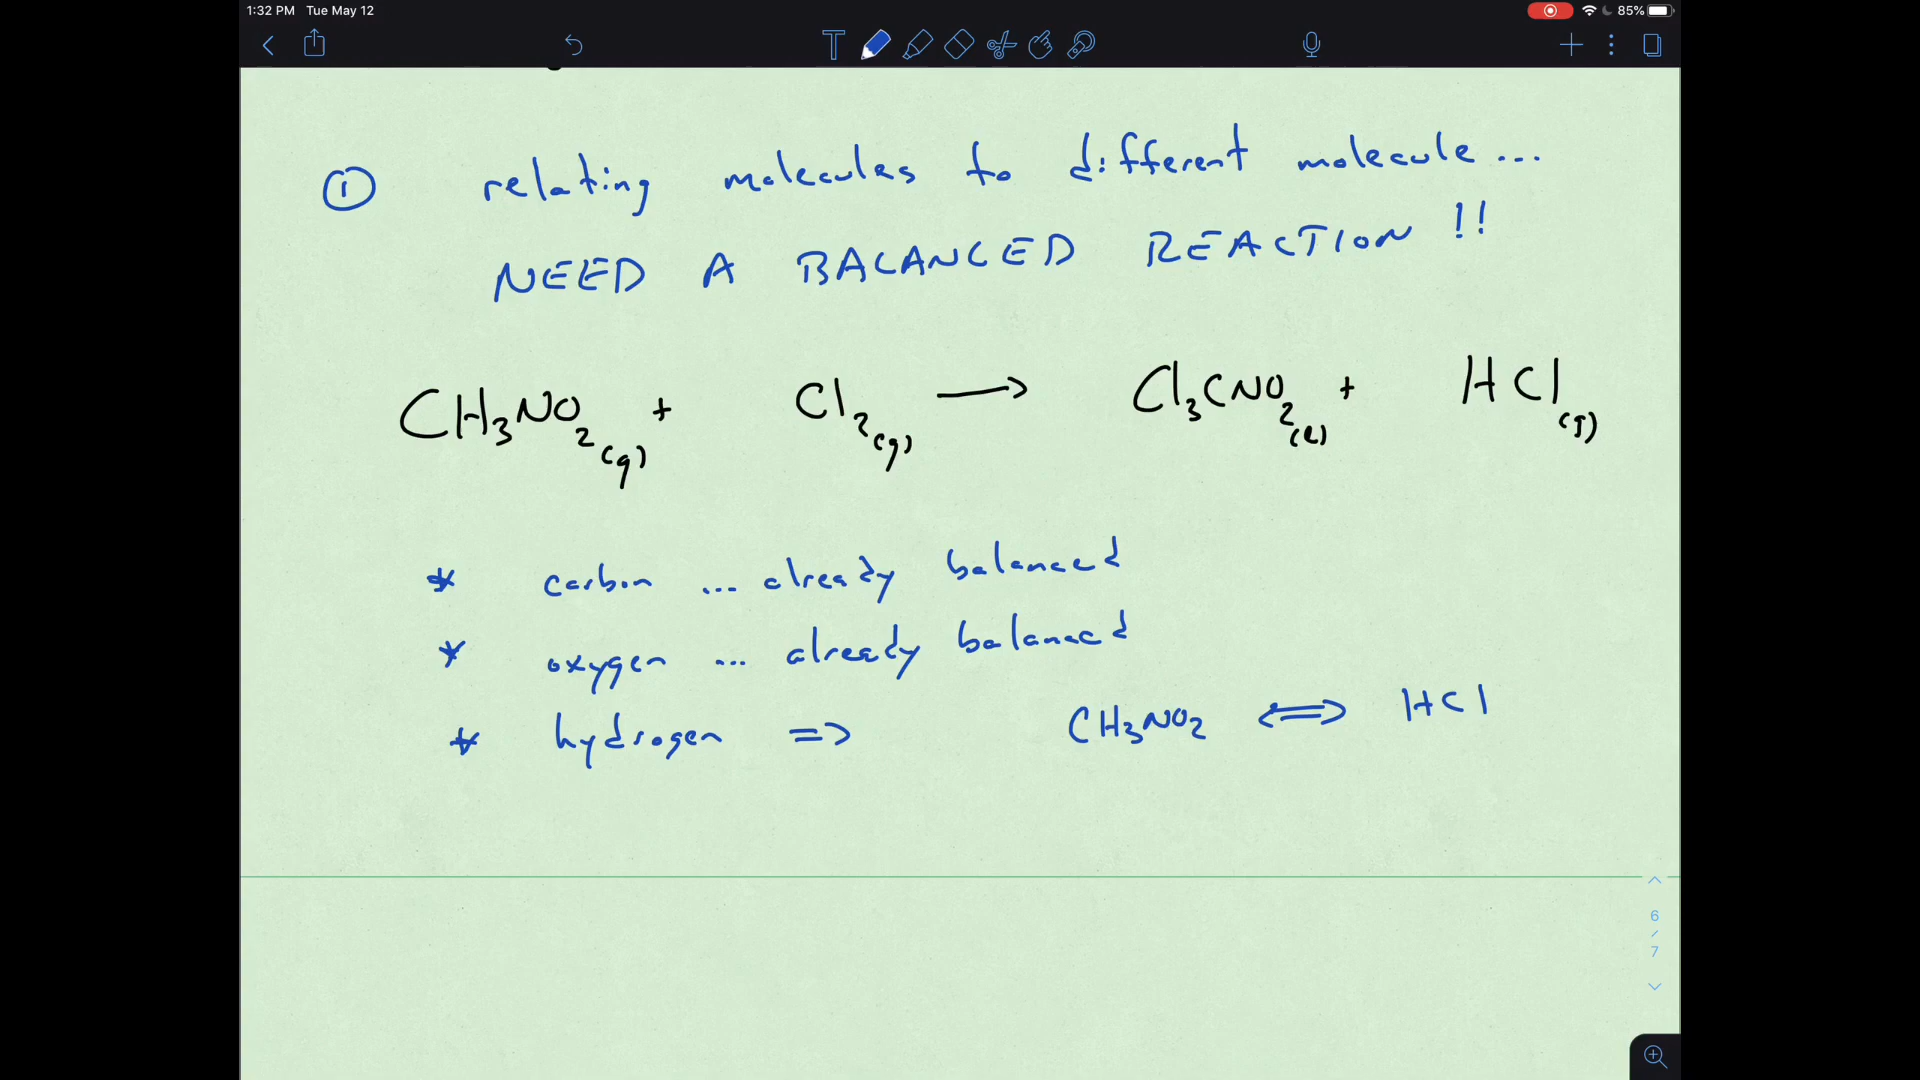 1:32 PM Tue May 12 85%
T
① relating molecules to different molecule...
NEED A BALANCED REACTION !!
CH₃NO₂(g) + Cl₂(g) → Cl₃CNO₂(l) + HCl(g)
* carbon ... already balanced
* oxygen ... already balanced
* hydrogen => CH₃NO₂ <=> HCl
6
/
7